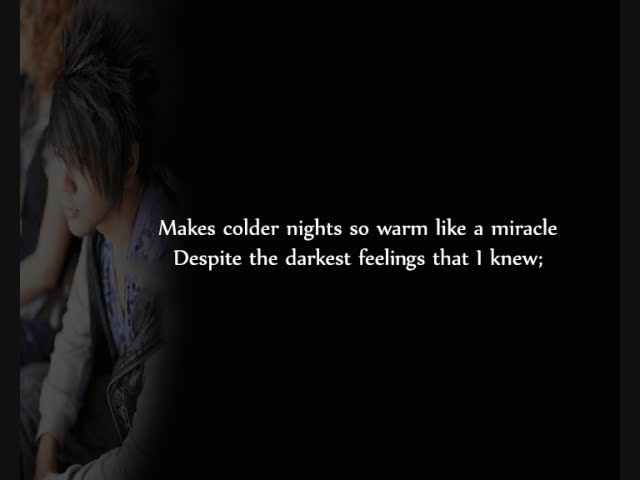 Makes colder nights so warm like a miracle
Despite the darkest feelings that I knew;